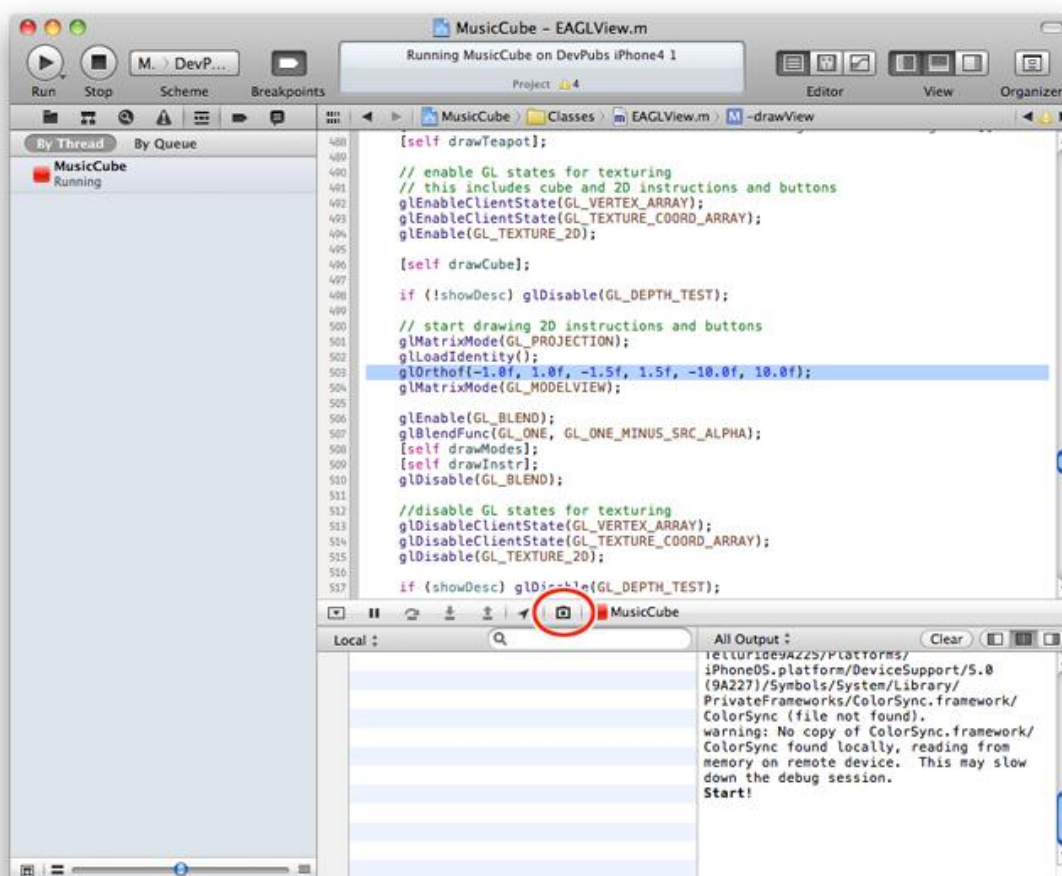 MusicCube - EAGLView.m
Running MusicCube on DevPubs iPhone4 1
Project 4
M. DevP...
Run Stop Scheme Breakpoints Editor View Organizer
MusicCube Classes EAGLView.m M -drawView
By Thread By Queue
MusicCube
Running
488 [self drawTeapot];
489
490 // enable GL states for texturing
491 // this includes cube and 2D instructions and buttons
492 glEnableClientState(GL_VERTEX_ARRAY);
493 glEnableClientState(GL_TEXTURE_COORD_ARRAY);
494 glEnable(GL_TEXTURE_2D);
495
496 [self drawCube];
497
498 if (!showDesc) glDisable(GL_DEPTH_TEST);
499
500 // start drawing 2D instructions and buttons
501 glMatrixMode(GL_PROJECTION);
502 glLoadIdentity();
503 glOrthof(-1.0f, 1.0f, -1.5f, 1.5f, -10.0f, 10.0f);
504 glMatrixMode(GL_MODELVIEW);
505
506 glEnable(GL_BLEND);
507 glBlendFunc(GL_ONE, GL_ONE_MINUS_SRC_ALPHA);
508 [self drawModes];
509 [self drawInstr];
510 glDisable(GL_BLEND);
511
512 //disable GL states for texturing
513 glDisableClientState(GL_VERTEX_ARRAY);
514 glDisableClientState(GL_TEXTURE_COORD_ARRAY);
515 glDisable(GL_TEXTURE_2D);
516
517 if (showDesc) glDisable(GL_DEPTH_TEST);
MusicCube
Local All Output Clear
Telluride9A225/Platforms/
iPhoneOS.platform/DeviceSupport/5.0
(9A227)/Symbols/System/Library/
PrivateFrameworks/ColorSync.framework/
ColorSync (file not found).
warning: No copy of ColorSync.framework/
ColorSync found locally, reading from
memory on remote device. This may slow
down the debug session.
Start!